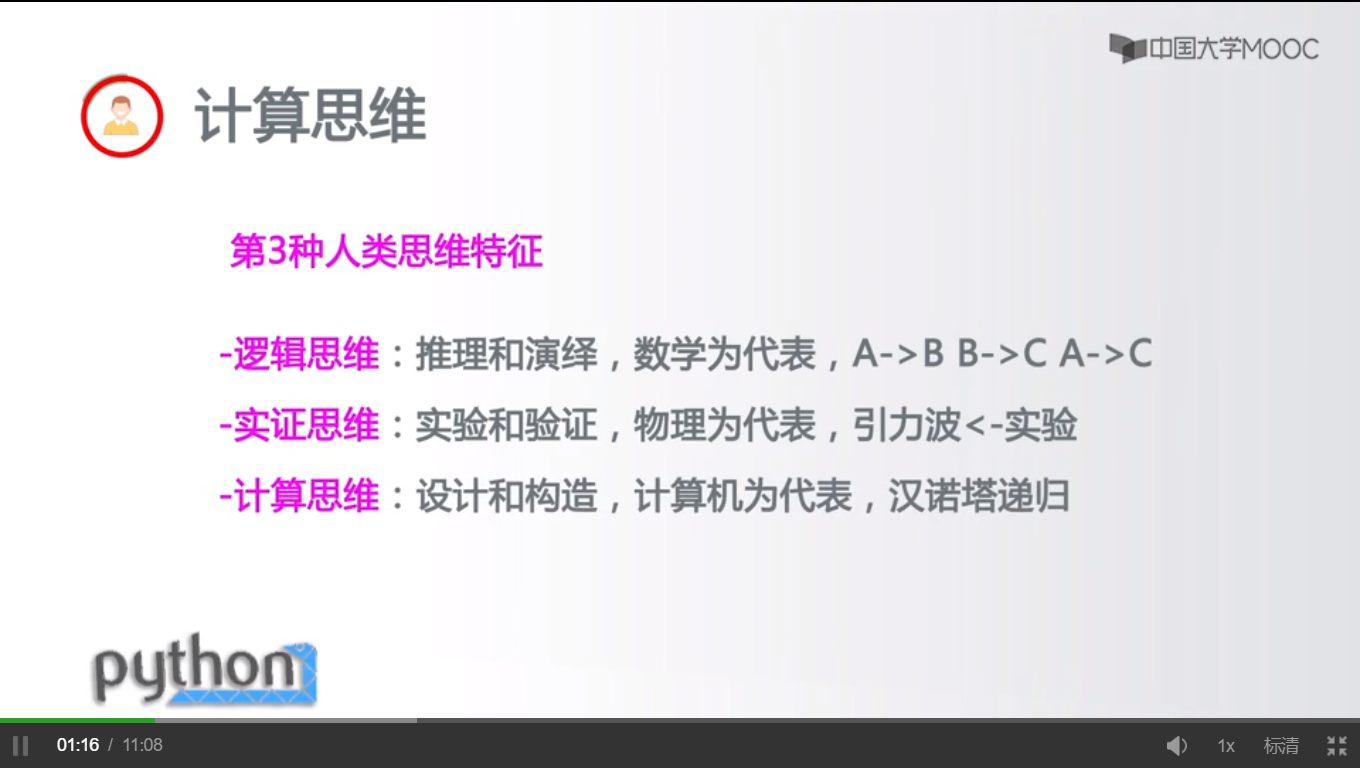 中国大学MOOC
计算思维
第3种人类思维特征
-逻辑思维：推理和演绎，数学为代表，A->B B->C A->C
-实证思维：实验和验证，物理为代表，引力波<-实验
-计算思维：设计和构造，计算机为代表，汉诺塔递归
python
01:16 / 11:08 1x 标清